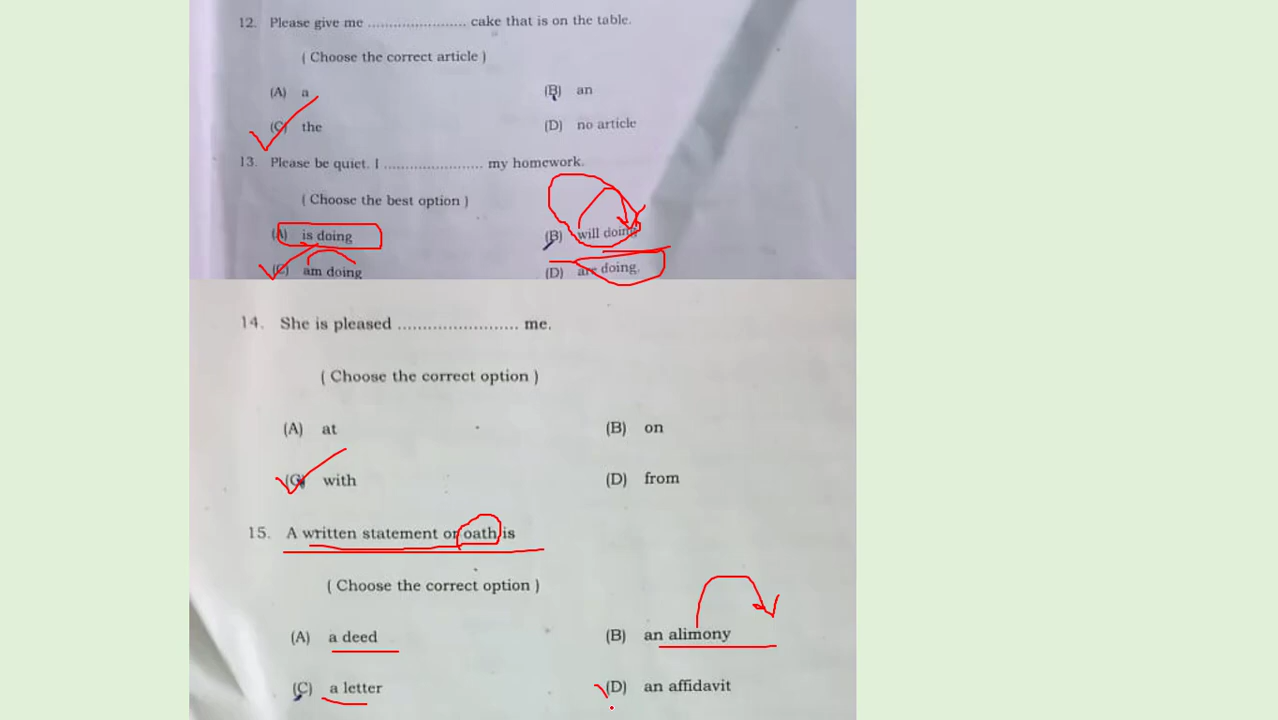 12. Please give me ....................... cake that is on the table.
( Choose the correct article )
(A) a (B) an
(C) the (D) no article
13. Please be quiet. I ....................... my homework.
( Choose the best option )
(A) is doing (B) will doing
(C) am doing (D) are doing.
14. She is pleased ........................ me.
( Choose the correct option )
(A) at (B) on
(C) with (D) from
15. A written statement or oath is
( Choose the correct option )
(A) a deed (B) an alimony
(C) a letter (D) an affidavit